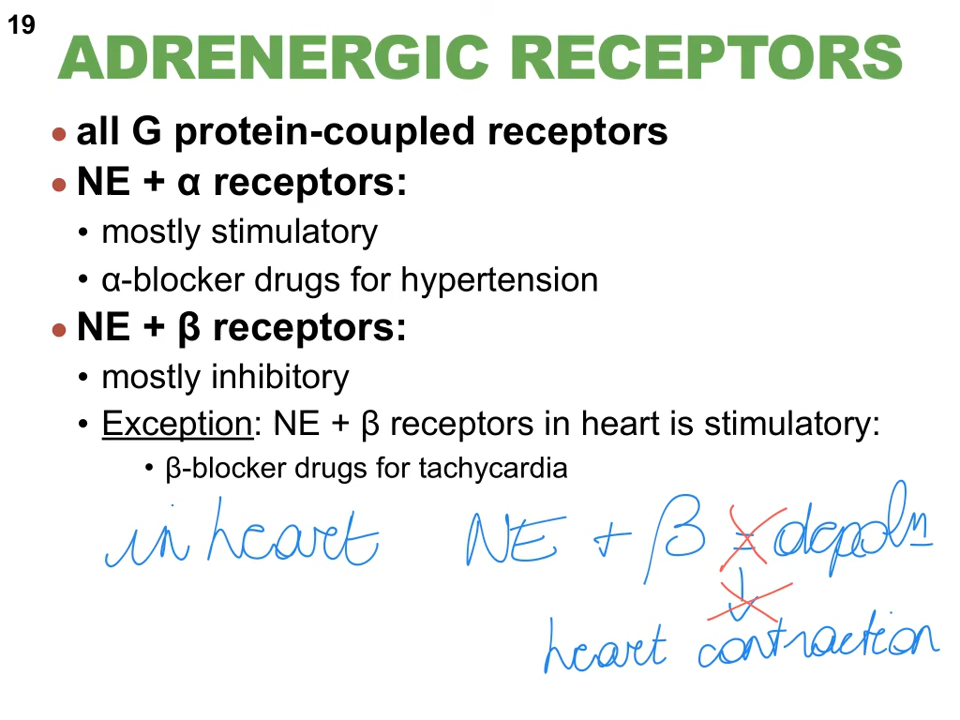 19
ADRENERGIC RECEPTORS
• all G protein-coupled receptors
• NE + α receptors:
• mostly stimulatory
• α-blocker drugs for hypertension
• NE + β receptors:
• mostly inhibitory
• Exception: NE + β receptors in heart is stimulatory:
• β-blocker drugs for tachycardia
in heart NE + β = depoln
↓
heart contraction